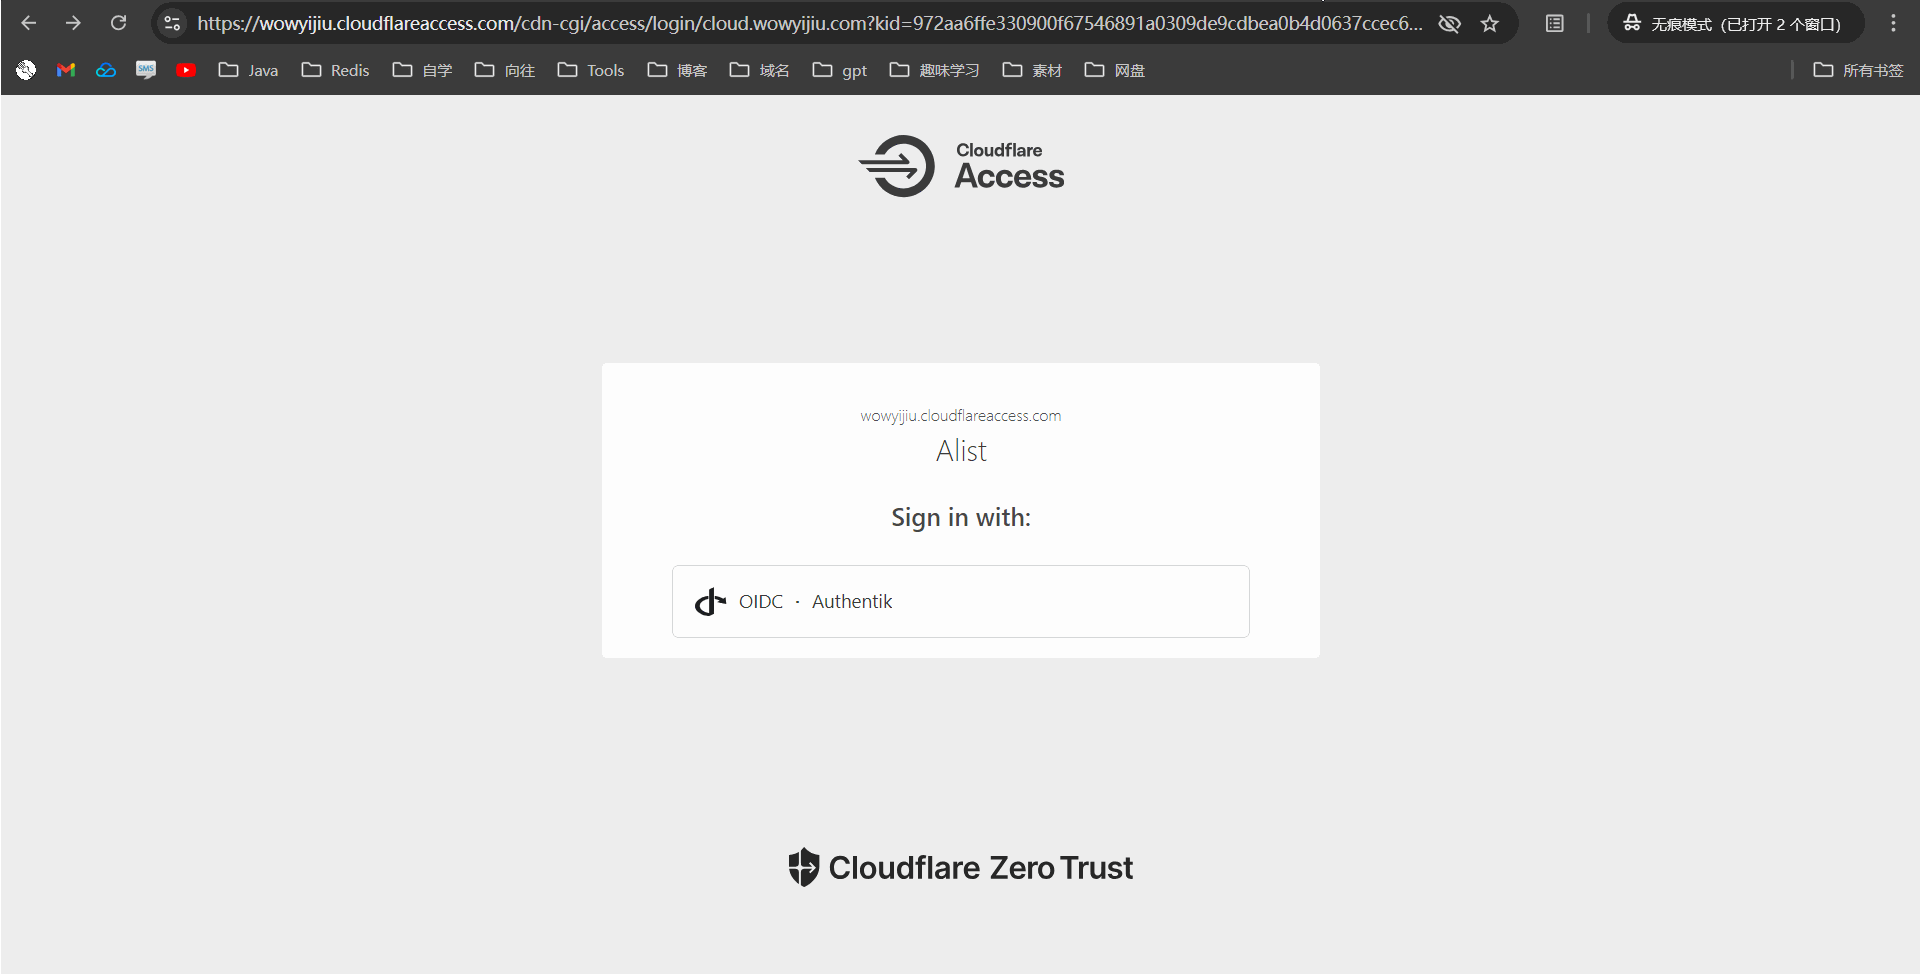 https://wowyijiu.cloudflareaccess.com/cdn-cgi/access/login/cloud.wowyijiu.com?kid=972aa6ffe330900f67546891a0309de9cdbea0b4d0637ccec6...
无痕模式 (已打开 2 个窗口)
SMS
Java
Redis
自学
向往
Tools
博客
域名
gpt
趣味学习
素材
网盘
所有书签
Cloudflare
Access
wowyijiu.cloudflareaccess.com
Alist
Sign in with:
OIDC · Authentik
Cloudflare Zero Trust